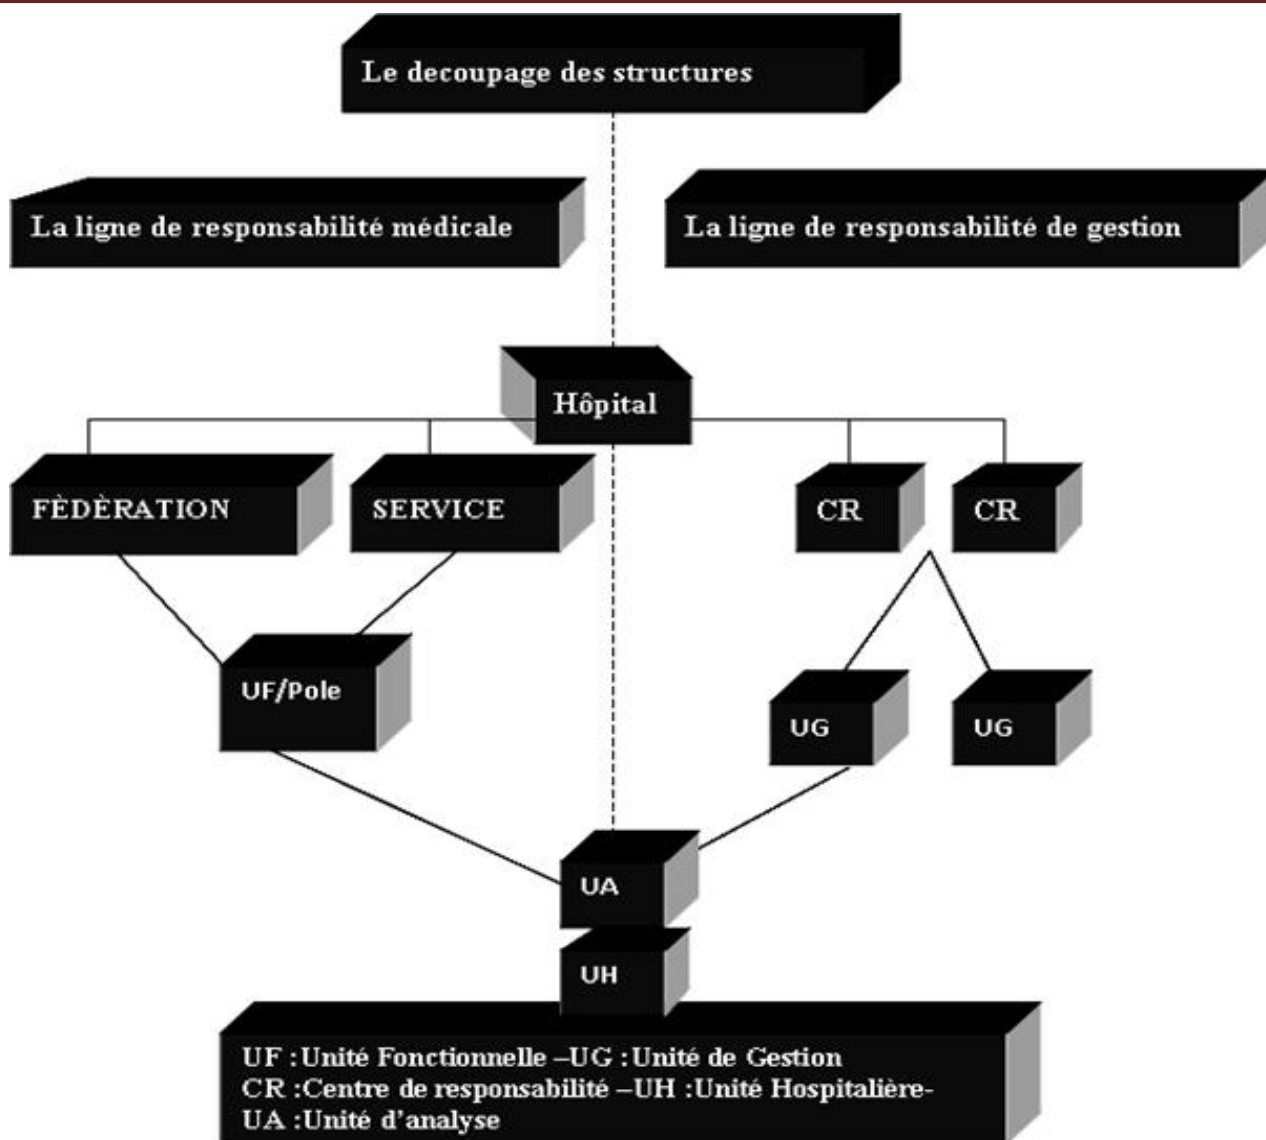 Le decoupage des structures
La ligne de responsabilité médicale
La ligne de responsabilité de gestion
Hôpital
FÈDÈRATION
SERVICE
CR
CR
UF/Pole
UG
UG
UA
UH
UF :Unité Fonctionnelle –UG :Unité de Gestion
CR :Centre de responsabilité –UH :Unité Hospitalière-
UA :Unité d’analyse